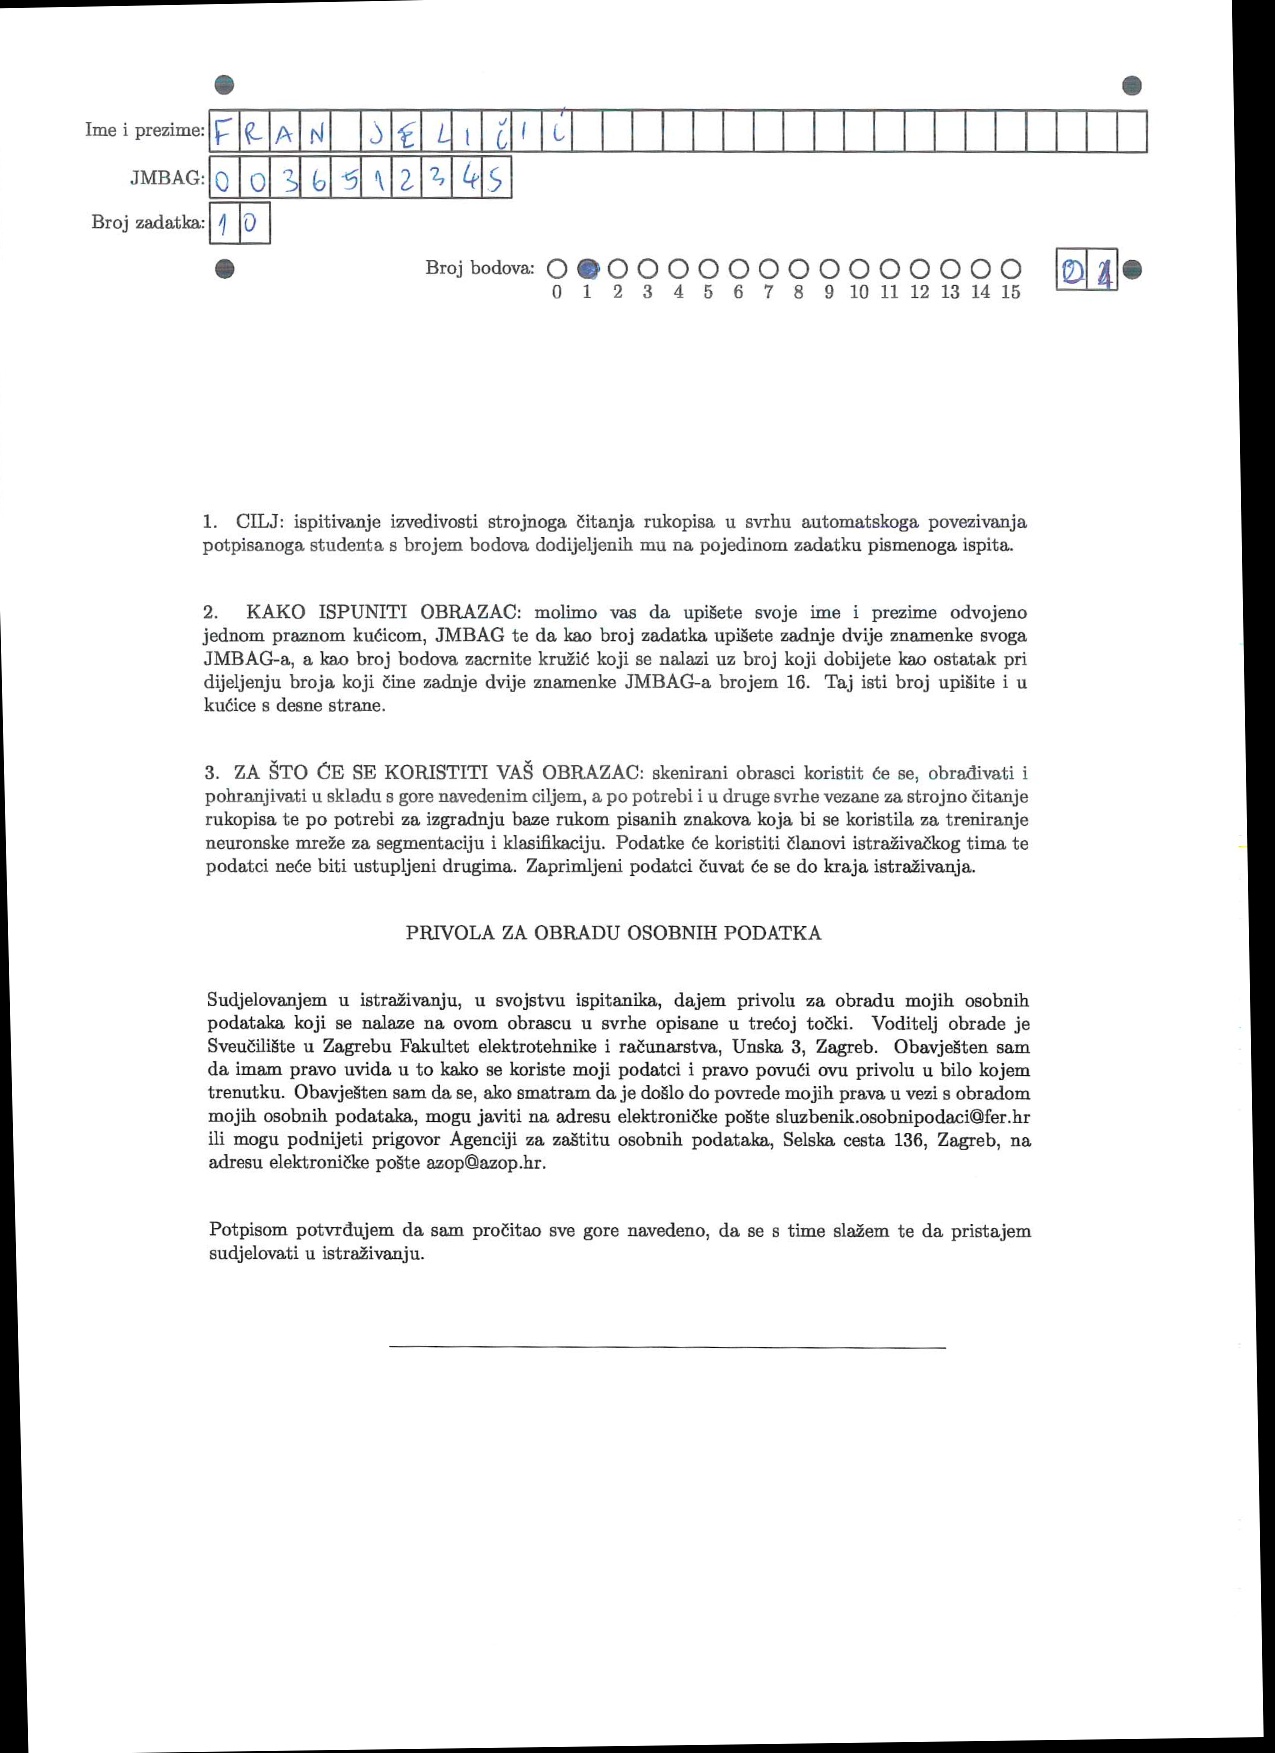 Ime i prezime: FRAN JELIČIĆ
JMBAG: 0036512345
Broj zadatka: 10
Broj bodova: 01
0 1 2 3 4 5 6 7 8 9 10 11 12 13 14 15
1. CILJ: ispitivanje izvedivosti strojnoga čitanja rukopisa u svrhu automatskoga povezivanja
potpisanoga studenta s brojem bodova dodijeljenih mu na pojedinom zadatku pismenoga ispita.
2. KAKO ISPUNITI OBRAZAC: molimo vas da upišete svoje ime i prezime odvojeno
jednom praznom kućicom, JMBAG te da kao broj zadatka upišete zadnje dvije znamenke svoga
JMBAG-a, a kao broj bodova zacrnite kružić koji se nalazi uz broj koji dobijete kao ostatak pri
dijeljenju broja koji čine zadnje dvije znamenke JMBAG-a brojem 16. Taj isti broj upišite i u
kućice s desne strane.
3. ZA ŠTO ĆE SE KORISTITI VAŠ OBRAZAC: skenirani obrasci koristit će se, obrađivati i
pohranjivati u skladu s gore navedenim ciljem, a po potrebi i u druge svrhe vezane za strojno čitanje
rukopisa te po potrebi za izgradnju baze rukom pisanih znakova koja bi se koristila za treniranje
neuronske mreže za segmentaciju i klasifikaciju. Podatke će koristiti članovi istraživačkog tima te
podatci neće biti ustupljeni drugima. Zaprimljeni podatci čuvat će se do kraja istraživanja.
PRIVOLA ZA OBRADU OSOBNIH PODATKA
Sudjelovanjem u istraživanju, u svojstvu ispitanika, dajem privolu za obradu mojih osobnih
podataka koji se nalaze na ovom obrascu u svrhe opisane u trećoj točki. Voditelj obrade je
Sveučilište u Zagrebu Fakultet elektrotehnike i računarstva, Unska 3, Zagreb. Obavješten sam
da imam pravo uvida u to kako se koriste moji podatci i pravo povući ovu privolu u bilo kojem
trenutku. Obavješten sam da se, ako smatram da je došlo do povrede mojih prava u vezi s obradom
mojih osobnih podataka, mogu javiti na adresu elektroničke pošte sluzbenik.osobnipodaci@fer.hr
ili mogu podnijeti prigovor Agenciji za zaštitu osobnih podataka, Selska cesta 136, Zagreb, na
adresu elektroničke pošte azop@azop.hr.
Potpisom potvrđujem da sam pročitao sve gore navedeno, da se s time slažem te da pristajem
sudjelovati u istraživanju.